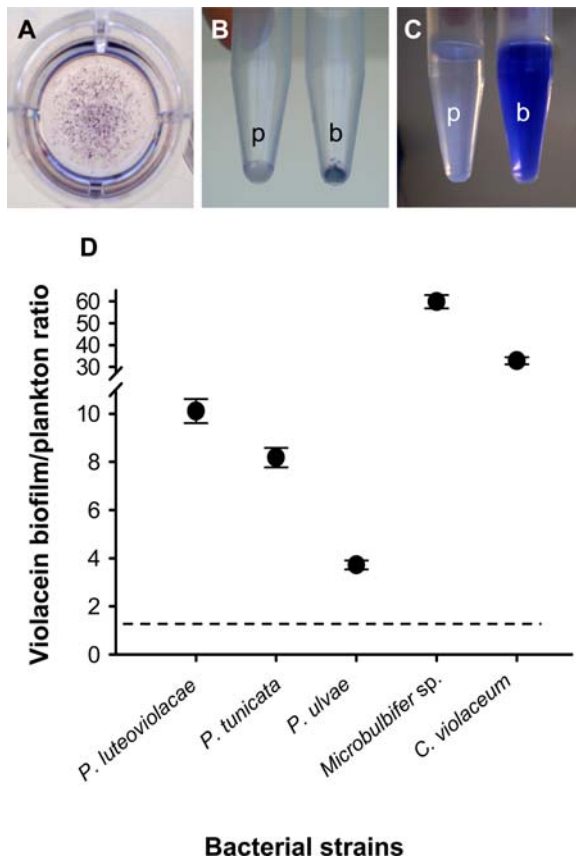 A
B
C
p
b
p
b
D
Violacein biofilm/plankton ratio
60
50
40
30
10
8
6
4
2
0
P. luteoviolacae
P. tunicata
P. ulvae
Microbulbifer sp.
C. violaceum
Bacterial strains